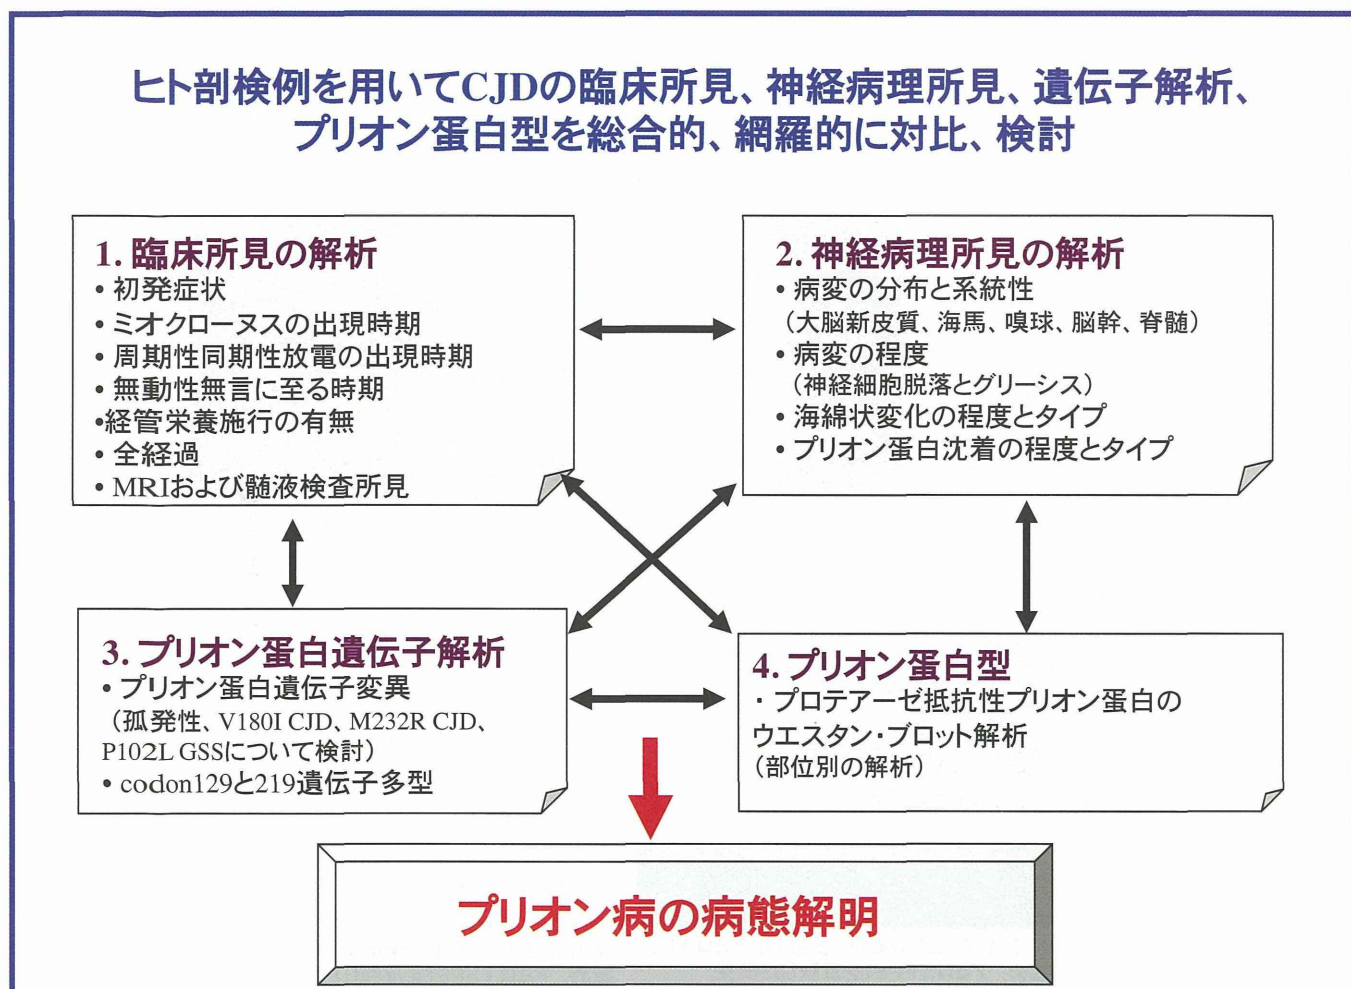 ヒト剖検例を用いてCJDの臨床所見、神経病理所見、遺伝子解析、
プリオン蛋白型を総合的、網羅的に対比、検討
1. 臨床所見の解析
• 初発症状
• ミオクローヌスの出現時期
• 周期性同期性放電の出現時期
• 無動性無言に至る時期
•経管栄養施行の有無
• 全経過
• MRIおよび髄液検査所見
2. 神経病理所見の解析
• 病変の分布と系統性
（大脳新皮質、海馬、嗅球、脳幹、脊髄）
• 病変の程度
（神経細胞脱落とグリーシス）
• 海綿状変化の程度とタイプ
• プリオン蛋白沈着の程度とタイプ
3. プリオン蛋白遺伝子解析
• プリオン蛋白遺伝子変異
（孤発性、V180I CJD、M232R CJD、
P102L GSSについて検討）
• codon129と219遺伝子多型
4. プリオン蛋白型
・プロテアーゼ抵抗性プリオン蛋白の
ウエスタン・ブロット解析
（部位別の解析）
プリオン病の病態解明